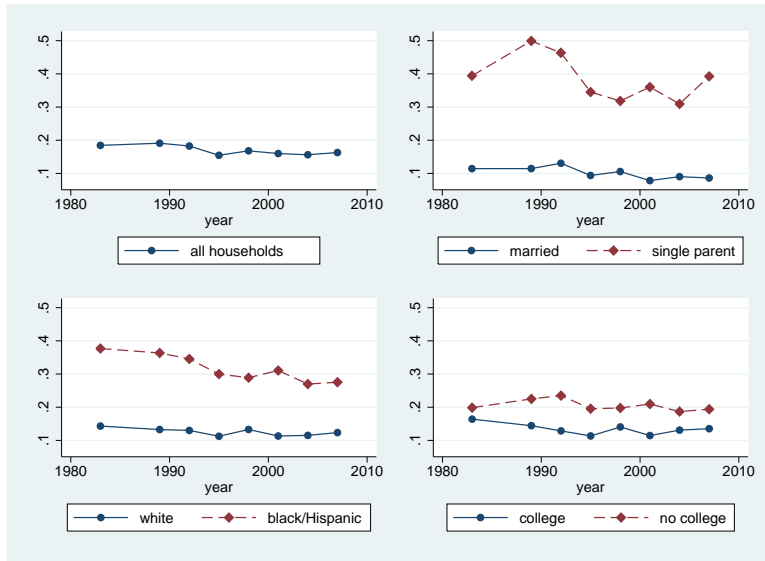 .5
.4
.3
.2
.1
1980 1990 2000 2010
year
all households
.5
.4
.3
.2
.1
1980 1990 2000 2010
year
married single parent
.5
.4
.3
.2
.1
1980 1990 2000 2010
year
white black/Hispanic
.5
.4
.3
.2
.1
1980 1990 2000 2010
year
college no college